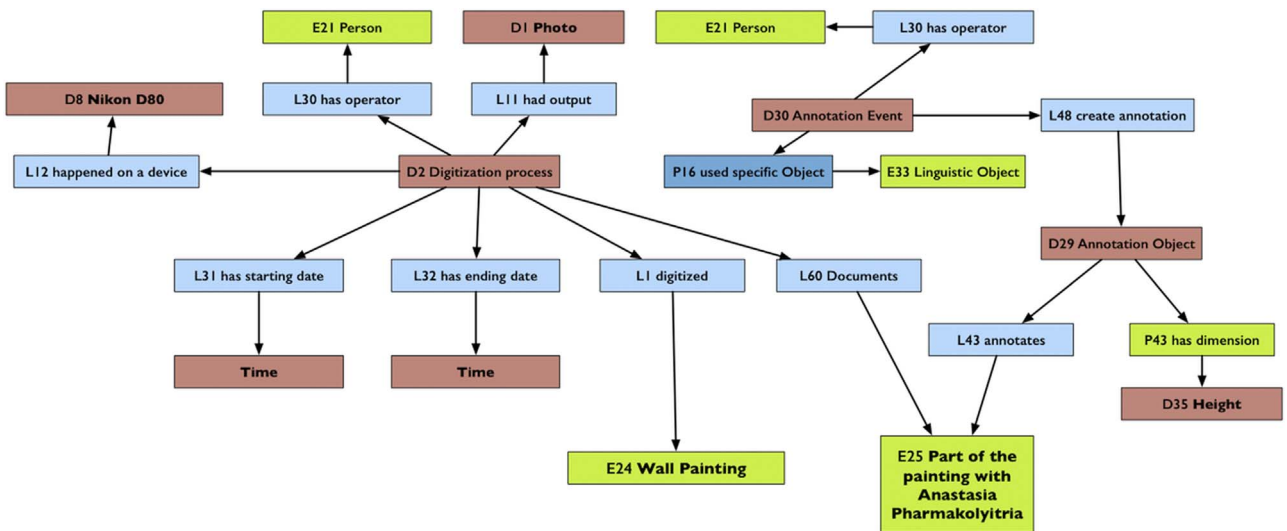 E21 Person
D1 Photo
E21 Person
L30 has operator
D8 Nikon D80
L30 has operator
L11 had output
D30 Annotation Event
L48 create annotation
L12 happened on a device
D2 Digitization process
P16 used specific Object
E33 Linguistic Object
D29 Annotation Object
L31 has starting date
L32 has ending date
L1 digitized
L60 Documents
L43 annotates
P43 has dimension
Time
Time
D35 Height
E24 Wall Painting
E25 Part of the
painting with
Anastasia
Pharmakolyitria